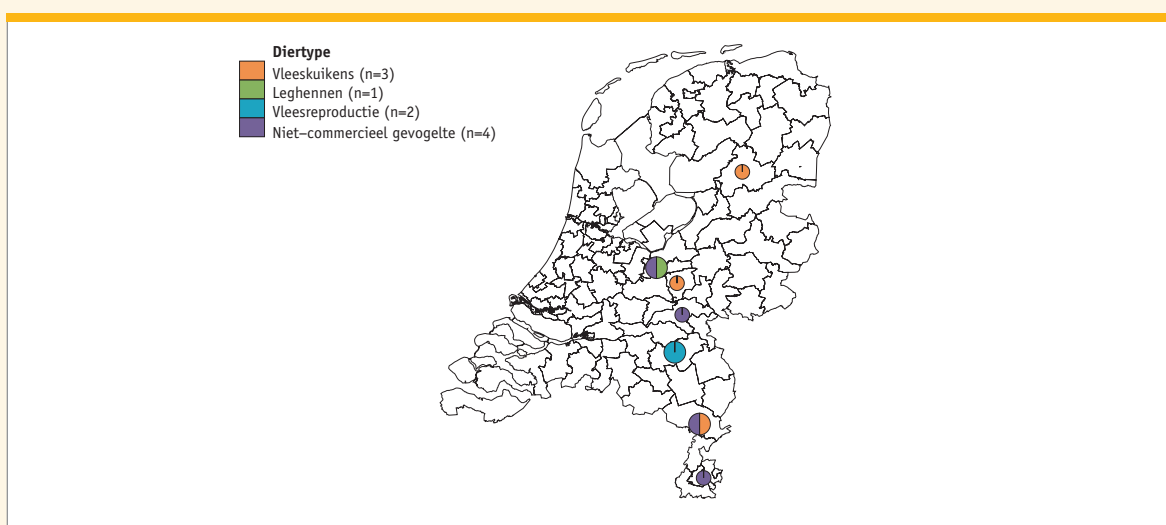 Diertype
Vleeskuikens (n=3)
Leghennen (n=1)
Vleesreproductie (n=2)
Niet–commercieel gevogelte (n=4)